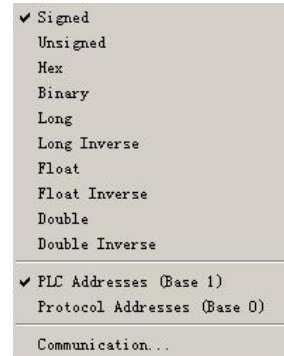 Signed
Unsigned
Hex
Binary
Long
Long Inverse
Float
Float Inverse
Double
Double Inverse
PLC Addresses (Base 1)
Protocol Addresses (Base 0)
Communication...